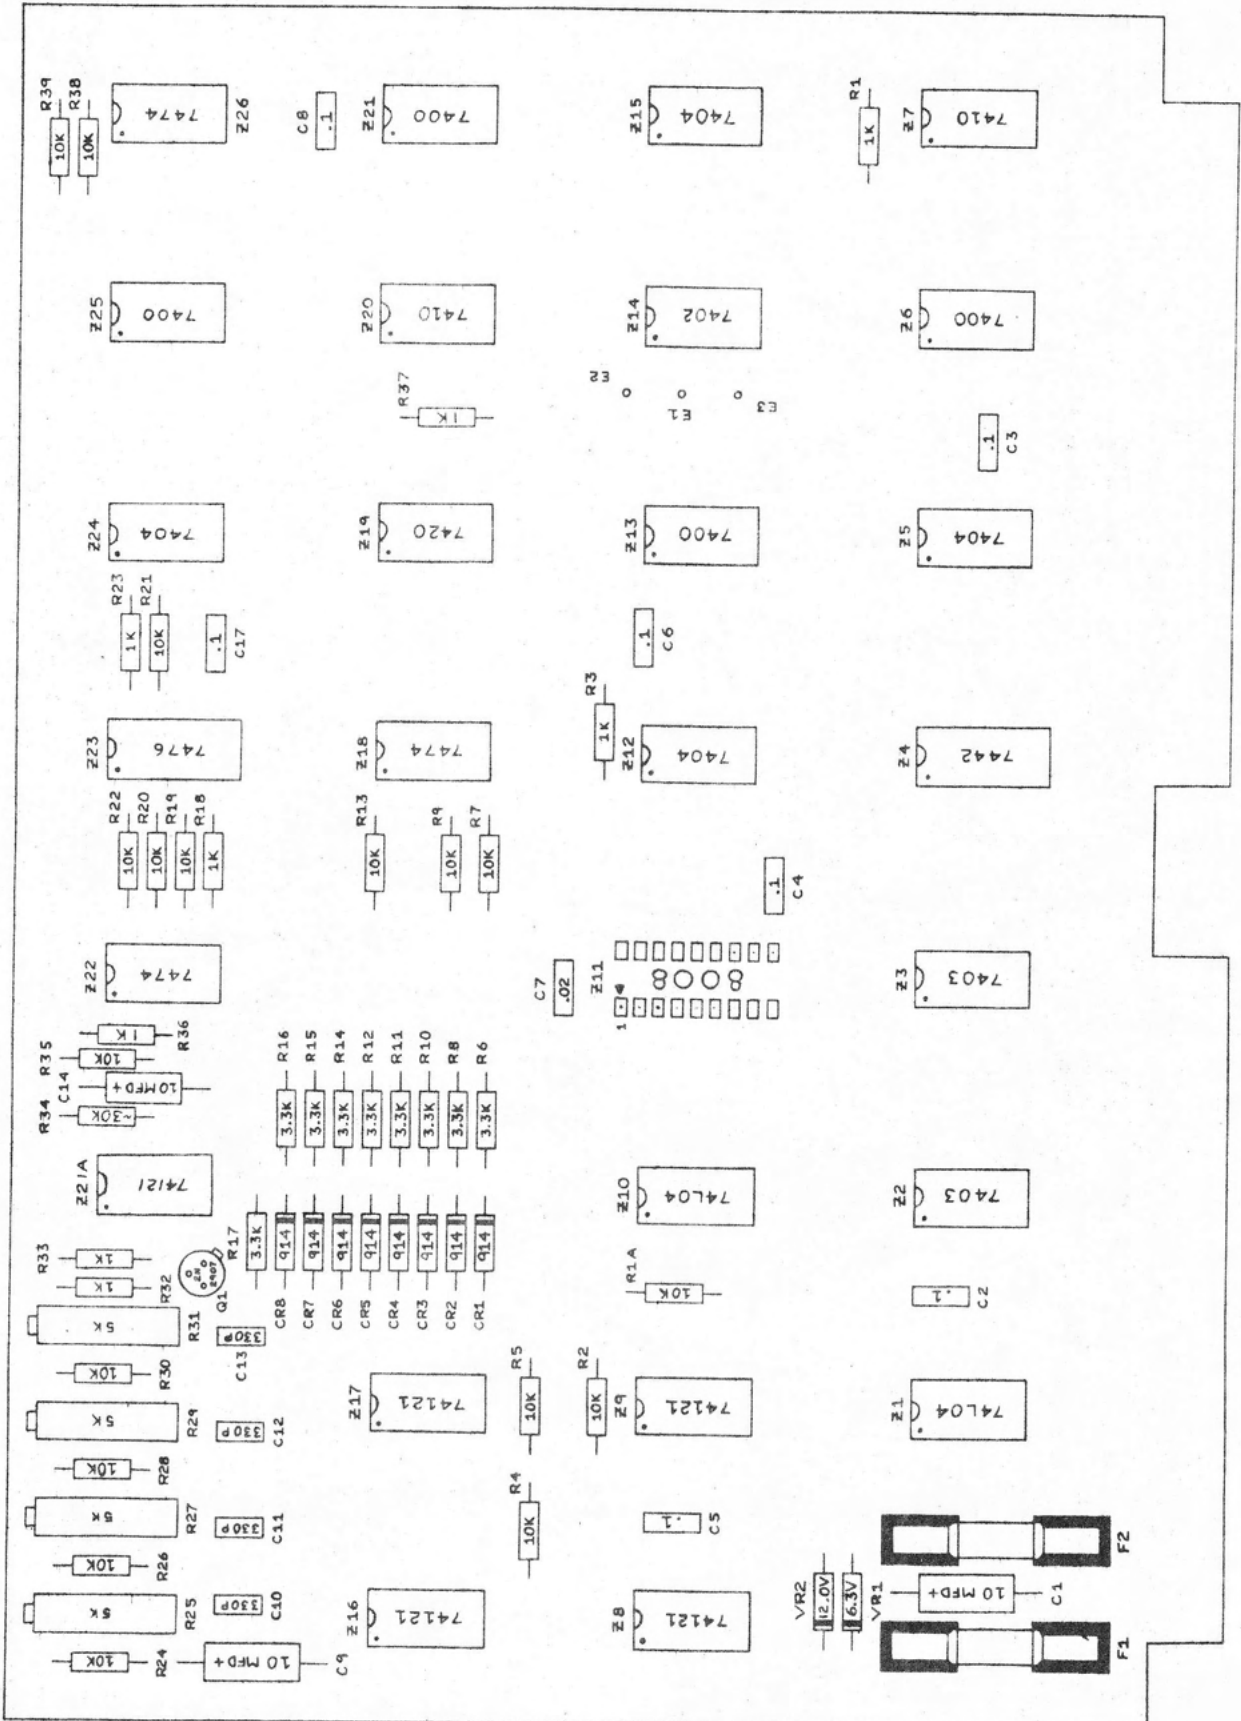 R39
R38
10K
10K
7474
Z26
C8
.1
Z21
7400
Z15
7404
R1
1K
Z7
7410
Z25
7400
Z20
7410
Z14
7402
Z6
7400
R37
1K
E2
E1
E3
.1
C3
Z24
7404
Z19
7420
Z13
7400
Z5
7404
R23
R21
1K
10K
.1
C17
.1
C6
R3
1K
Z23
7476
Z18
7474
Z12
7404
Z4
7442
R22
R20
R19
R18
10K
10K
10K
1K
R13
10K
R9
10K
R7
10K
.1
C4
Z22
7474
C7
.02
Z11
8008
1
Z3
7403
1K
R36
R35
10K
C14
10MFD+
R34
~30K
R16
R15
R14
R12
R11
R10
R8
R6
3.3K
3.3K
3.3K
3.3K
3.3K
3.3K
3.3K
3.3K
Z21A
74121
Z10
74L04
Z2
7403
R33
1K
1K
R32
2N
2907
Q1
R17
3.3K
914
914
914
914
914
914
914
914
CR8
CR7
CR6
CR5
CR4
CR3
CR2
CR1
R1A
10K
.1
C2
5K
R31
330P
C13
10K
R30
Z17
74121
R5
10K
R2
10K
Z9
74121
Z1
74L04
5K
R29
330P
C12
10K
R28
5K
R27
330P
C11
R4
10K
.1
C5
F2
10K
R26
5K
R25
330P
C10
Z16
74121
Z8
74121
VR2
12.0V
6.3V
VR1
10 MFD+
C1
10K
R24
10 MFD+
C9
F1